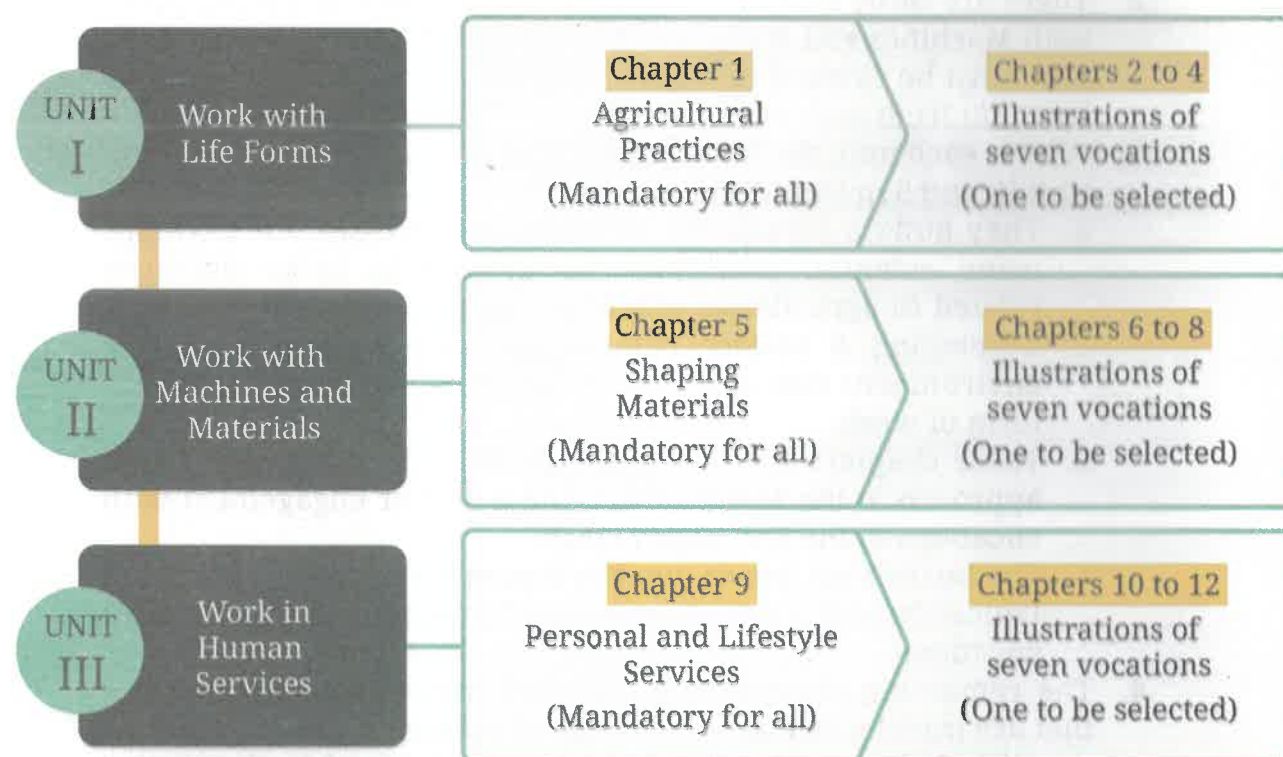 UNIT
I
Work with
Life Forms
Chapter 1
Agricultural
Practices
(Mandatory for all)
Chapters 2 to 4
Illustrations of
seven vocations
(One to be selected)
UNIT
II
Work with
Machines and
Materials
Chapter 5
Shaping
Materials
(Mandatory for all)
Chapters 6 to 8
Illustrations of
seven vocations
(One to be selected)
UNIT
III
Work in
Human
Services
Chapter 9
Personal and Lifestyle
Services
(Mandatory for all)
Chapters 10 to 12
Illustrations of
seven vocations
(One to be selected)